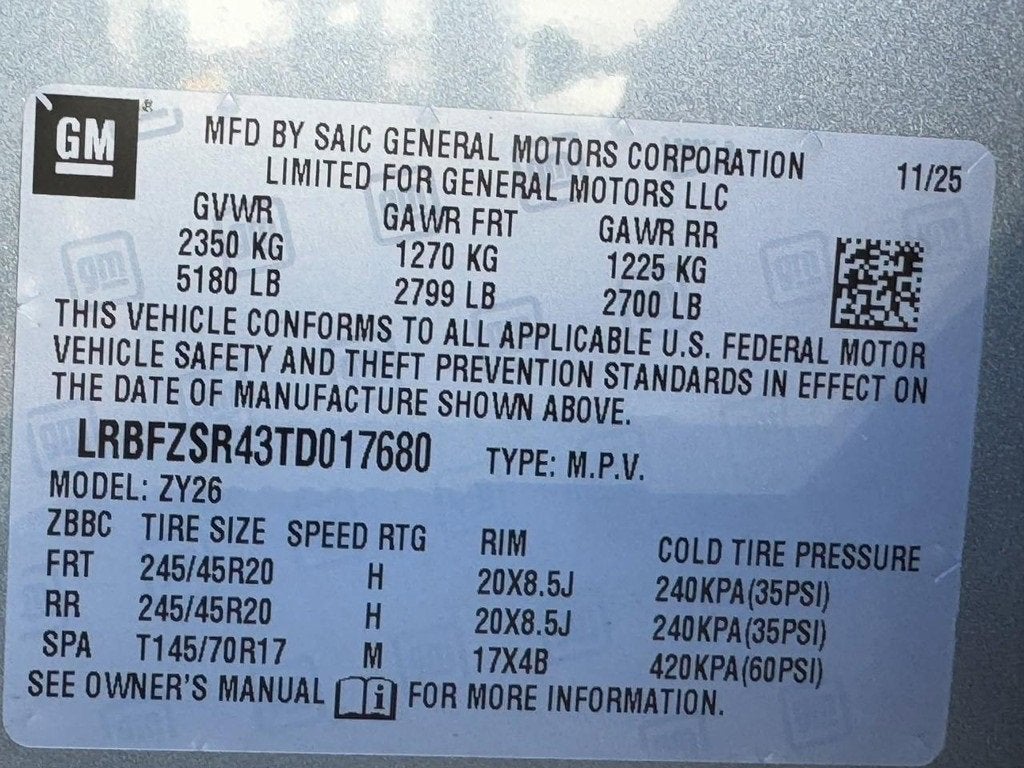 GM
MFD BY SAIC GENERAL MOTORS CORPORATION
LIMITED FOR GENERAL MOTORS LLC
11/25
GVWR GAWR FRT GAWR RR
2350 KG 1270 KG 1225 KG
5180 LB 2799 LB 2700 LB
THIS VEHICLE CONFORMS TO ALL APPLICABLE U.S. FEDERAL MOTOR
VEHICLE SAFETY AND THEFT PREVENTION STANDARDS IN EFFECT ON
THE DATE OF MANUFACTURE SHOWN ABOVE.
LRBFZSR43TD017680 TYPE: M.P.V.
MODEL: ZY26
ZBBC TIRE SIZE SPEED RTG RIM COLD TIRE PRESSURE
FRT 245/45R20 H 20X8.5J 240KPA(35PSI)
RR 245/45R20 H 20X8.5J 240KPA(35PSI)
SPA T145/70R17 M 17X4B 420KPA(60PSI)
SEE OWNER'S MANUAL i FOR MORE INFORMATION.